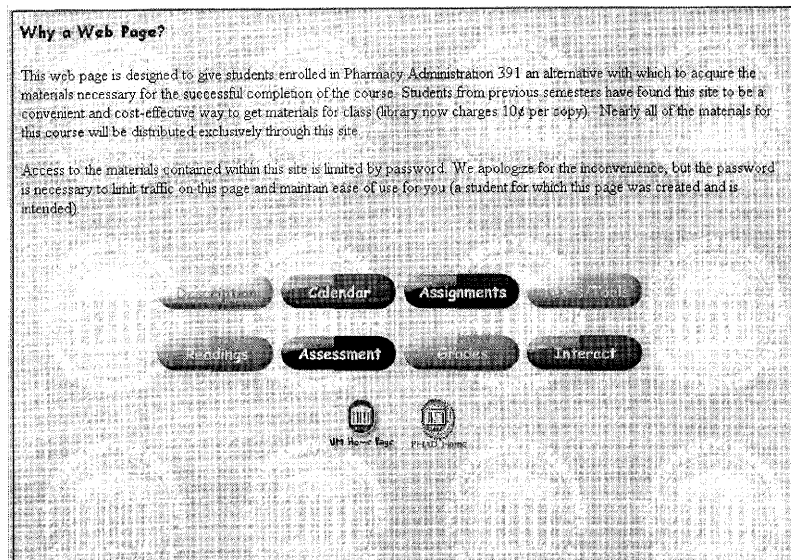 Why a Web Page?
This web page is designed to give students enrolled in Pharmacy Administration 391 an alternative with which to acquire the
materials necessary for the successful completion of the course. Students from previous semesters have found this site to be a
convenient and cost-effective way to get materials for class (library now charges 10¢ per copy). Nearly all of the materials for
this course will be distributed exclusively through this site.
Access to the materials contained within this site is limited by password. We apologize for the inconvenience, but the password
is necessary to limit traffic on this page and maintain ease of use for you (a student for which this page was created and is
intended)
Description Calendar Assignments
Readings Assessment Grades Interact
UM Home Page PHAD Home